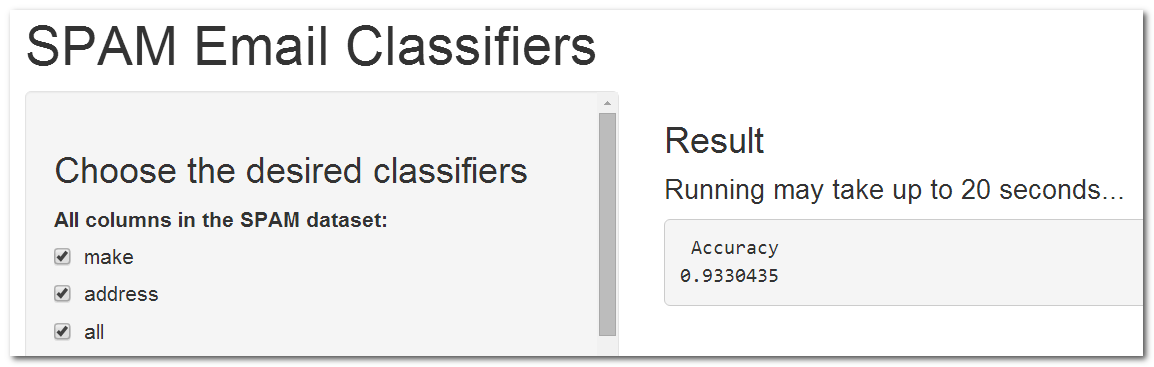 SPAM Email Classifiers
Choose the desired classifiers
All columns in the SPAM dataset:
make
address
all
Result
Running may take up to 20 seconds...
Accuracy
0.9330435